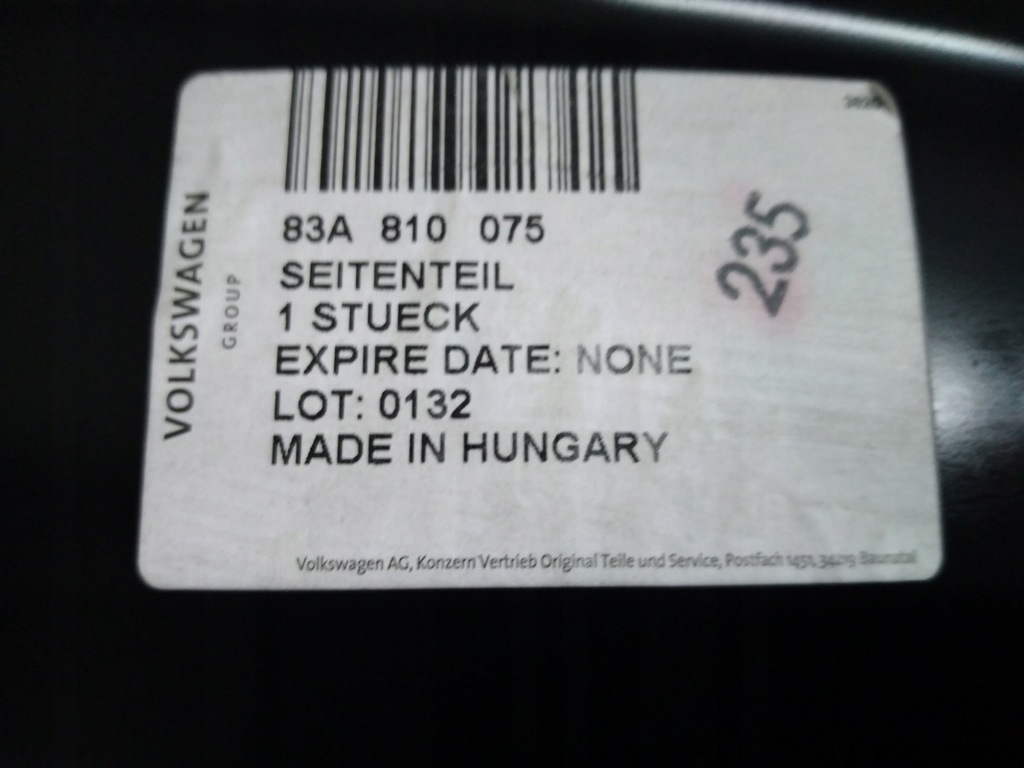 VOLKSWAGEN
GROUP
83A 810 075
SEITENTEIL
1 STUECK
EXPIRE DATE: NONE
LOT: 0132
MADE IN HUNGARY
235
Volkswagen AG, Konzern Vertrieb Original Teile und Service, Postfach 1451, 34219 Baunatal